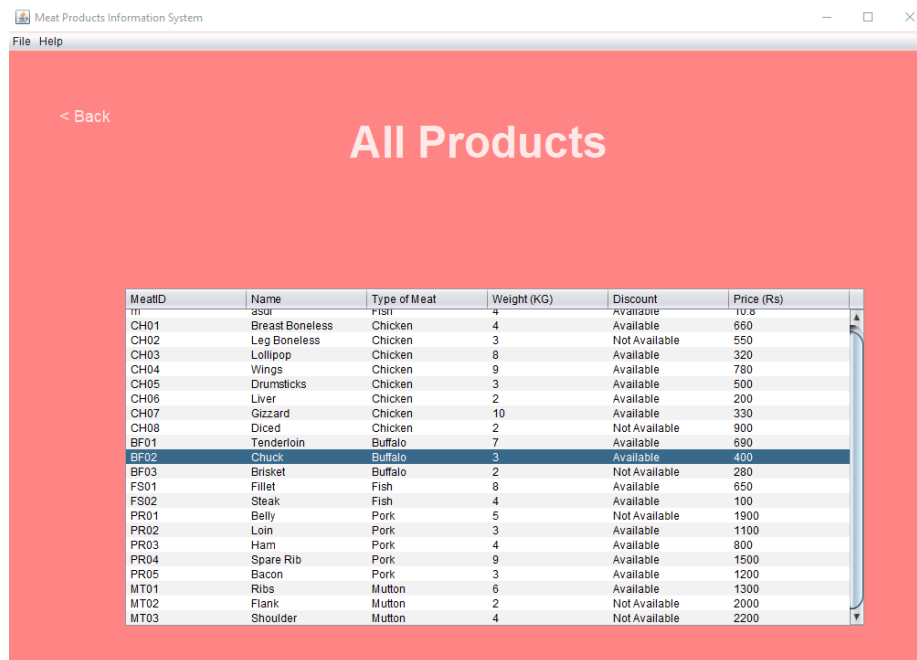 Meat Products Information System
File Help
< Back
All Products
MeatID Name Type of Meat Weight (KG) Discount Price (Rs)
asdf Fish 4 Available 10.8
CH01 Breast Boneless Chicken 4 Available 660
CH02 Leg Boneless Chicken 3 Not Available 550
CH03 Lollipop Chicken 8 Available 320
CH04 Wings Chicken 9 Available 780
CH05 Drumsticks Chicken 3 Available 500
CH06 Liver Chicken 2 Available 200
CH07 Gizzard Chicken 10 Available 330
CH08 Diced Chicken 2 Not Available 900
BF01 Tenderloin Buffalo 7 Available 690
BF02 Chuck Buffalo 3 Available 400
BF03 Brisket Buffalo 2 Not Available 280
FS01 Fillet Fish 8 Available 650
FS02 Steak Fish 4 Available 100
PR01 Belly Pork 5 Not Available 1900
PR02 Loin Pork 3 Available 1100
PR03 Ham Pork 4 Available 800
PR04 Spare Rib Pork 9 Available 1500
PR05 Bacon Pork 3 Available 1200
MT01 Ribs Mutton 6 Available 1300
MT02 Flank Mutton 2 Not Available 2000
MT03 Shoulder Mutton 4 Not Available 2200